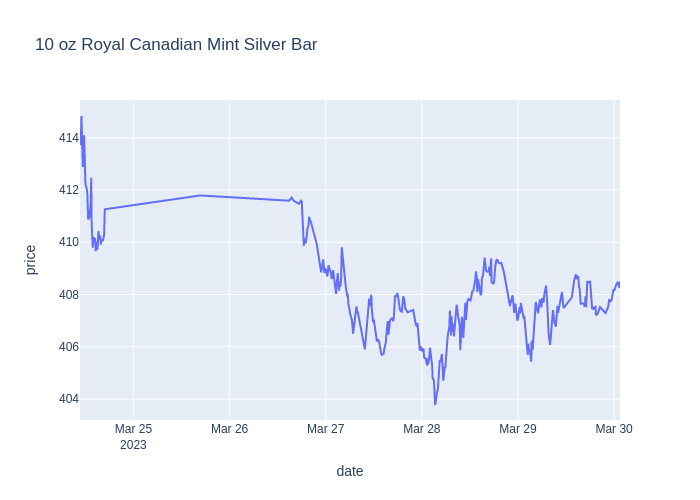 10 oz Royal Canadian Mint Silver Bar
price
414
412
410
408
406
404
Mar 25
2023
Mar 26
Mar 27
Mar 28
Mar 29
Mar 30
date